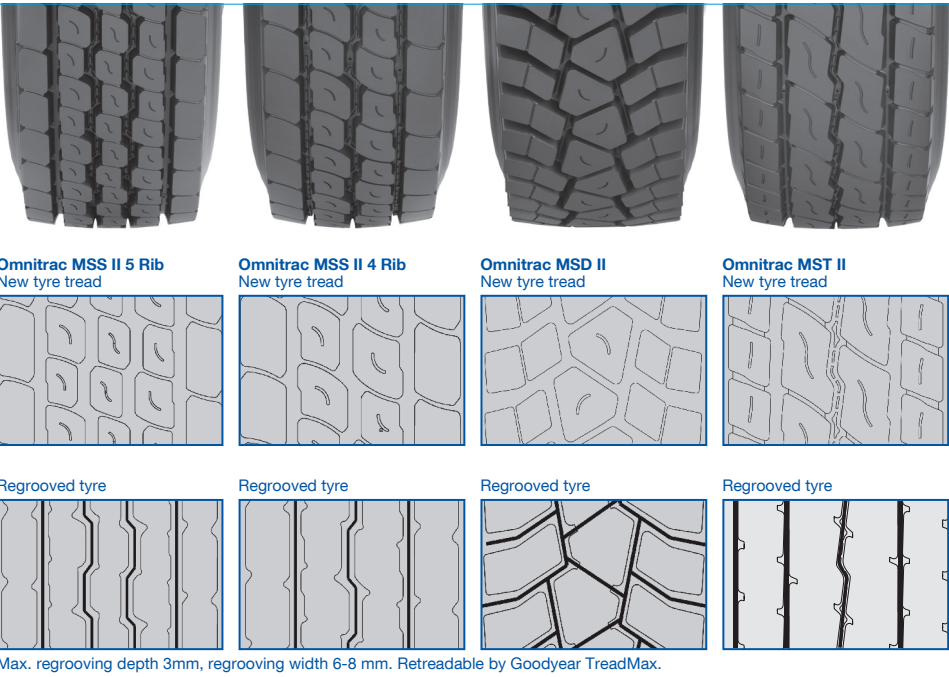 Omnitrac MSS II 5 Rib
New tyre tread
Omnitrac MSS II 4 Rib
New tyre tread
Omnitrac MSD II
New tyre tread
Omnitrac MST II
New tyre tread
Regrooved tyre
Regrooved tyre
Regrooved tyre
Regrooved tyre
Max. regrooving depth 3mm, regrooving width 6-8 mm. Retreadable by Goodyear TreadMax.